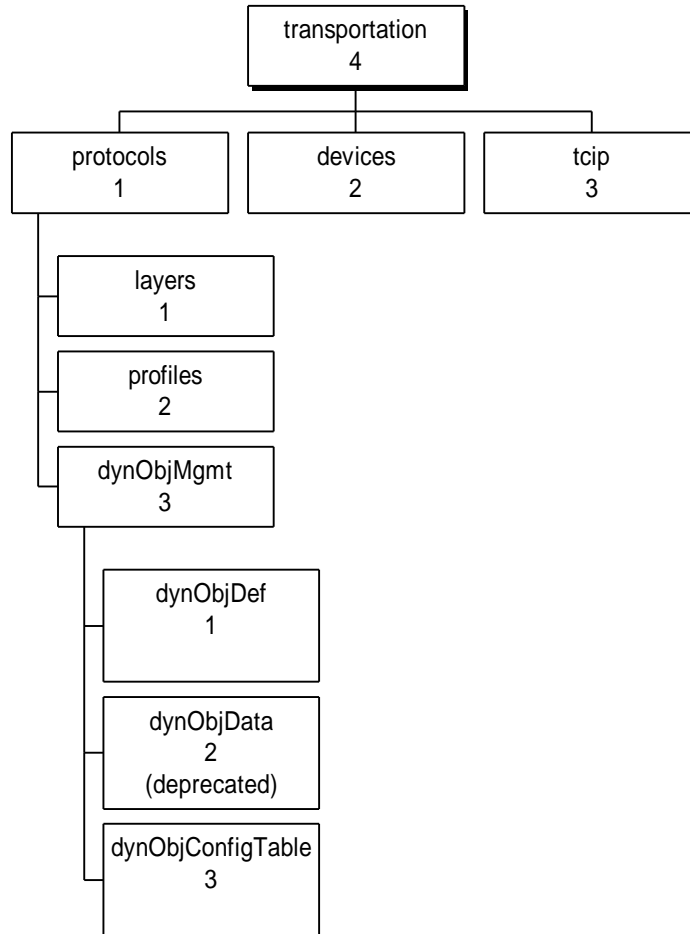 transportation
4
protocols
1
devices
2
tcip
3
layers
1
profiles
2
dynObjMgmt
3
dynObjDef
1
dynObjData
2
(deprecated)
dynObjConfigTable
3